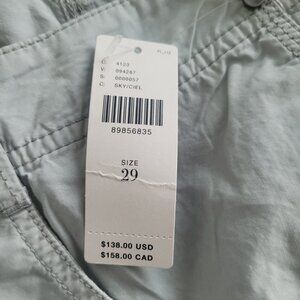 4120
V: 094267
S: 0000057
C: SKY/CIEL
89856835
SIZE
29
$138.00 USD
$158.00 CAD